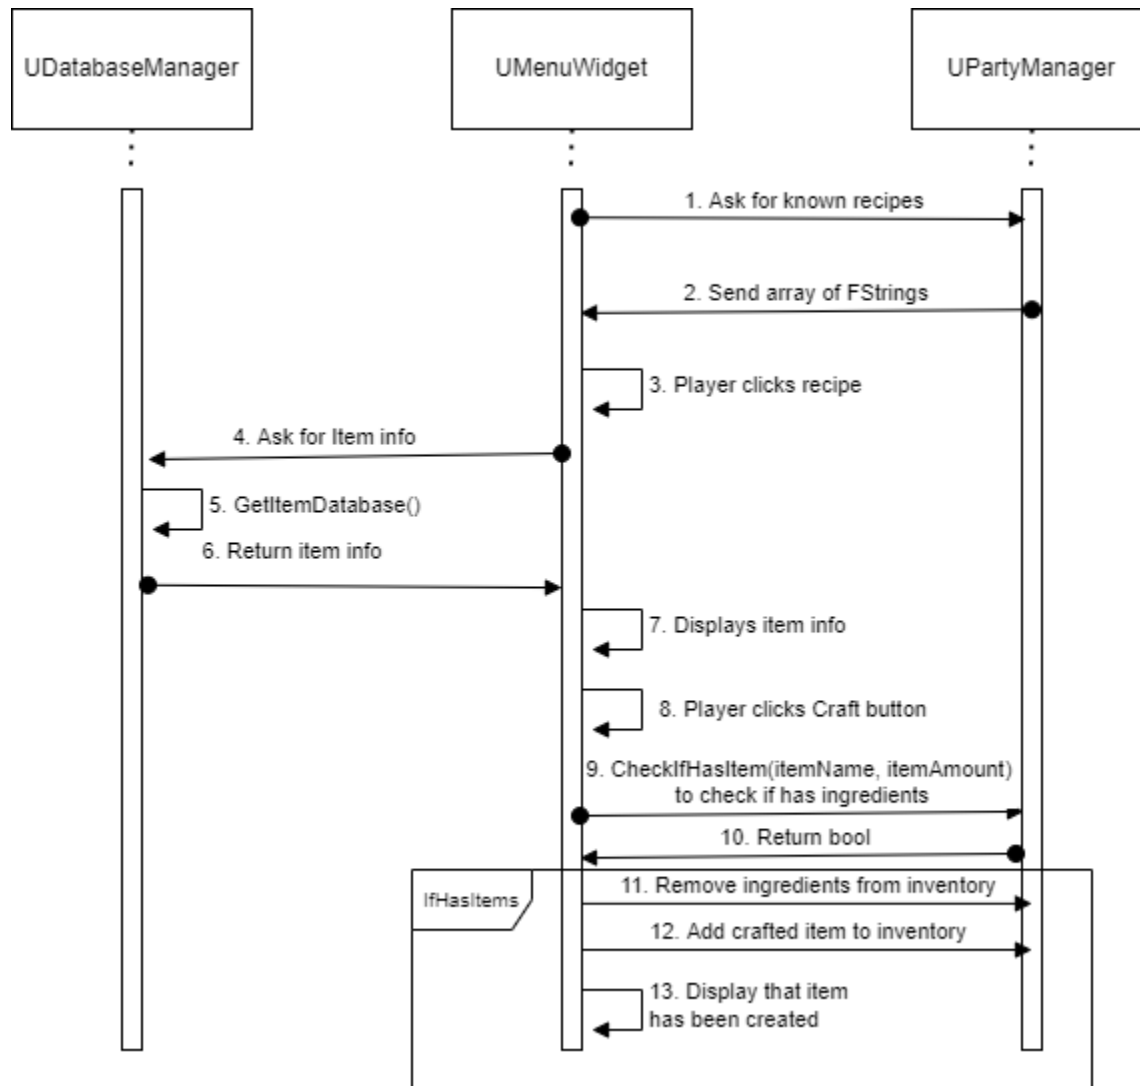 UDatabaseManager
UMenuWidget
UPartyManager
1. Ask for known recipes
2. Send array of FStrings
3. Player clicks recipe
4. Ask for Item info
5. GetItemDatabase()
6. Return item info
7. Displays item info
8. Player clicks Craft button
9. CheckIfHasItem(itemName, itemAmount)
to check if has ingredients
10. Return bool
IfHasItems
11. Remove ingredients from inventory
12. Add crafted item to inventory
13. Display that item
has been created